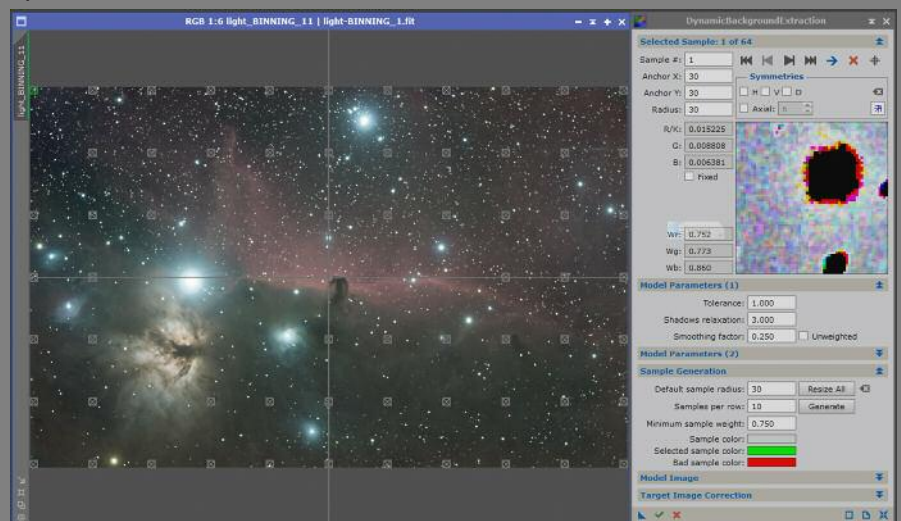 RGB 1:6 light_BINNING_11 | light-BINNING_1.fit
light_BINNING_11
DynamicBackgroundExtraction
Selected Sample: 1 of 64
Sample #: 1
Anchor X: 30
Symmetries
Anchor Y: 30
H V D
Radius: 30
Axial: 6
R/K: 0.015225
G: 0.008808
B: 0.006381
Fixed
Wr: 0.752
Wg: 0.773
Wb: 0.860
Model Parameters (1)
Tolerance: 1.000
Shadows relaxation: 3.000
Smoothing factor: 0.250 Unweighted
Model Parameters (2)
Sample Generation
Default sample radius: 30 Resize All
Samples per row: 10 Generate
Minimum sample weight: 0.750
Sample color:
Selected sample color:
Bad sample color:
Model Image
Target Image Correction